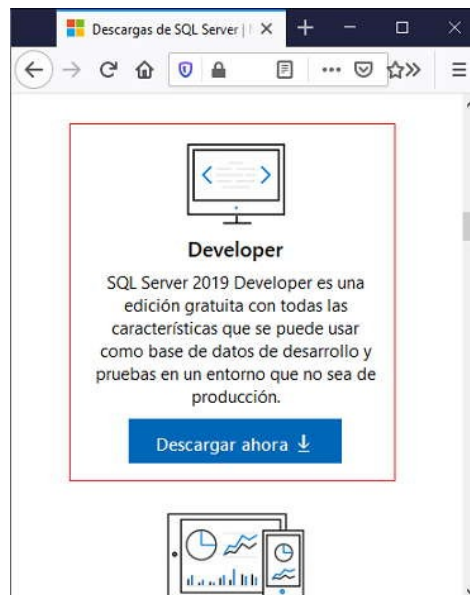 Descargas de SQL Server |
Developer
SQL Server 2019 Developer es una
edición gratuita con todas las
características que se puede usar
como base de datos de desarrollo y
pruebas en un entorno que no sea de
producción.
Descargar ahora